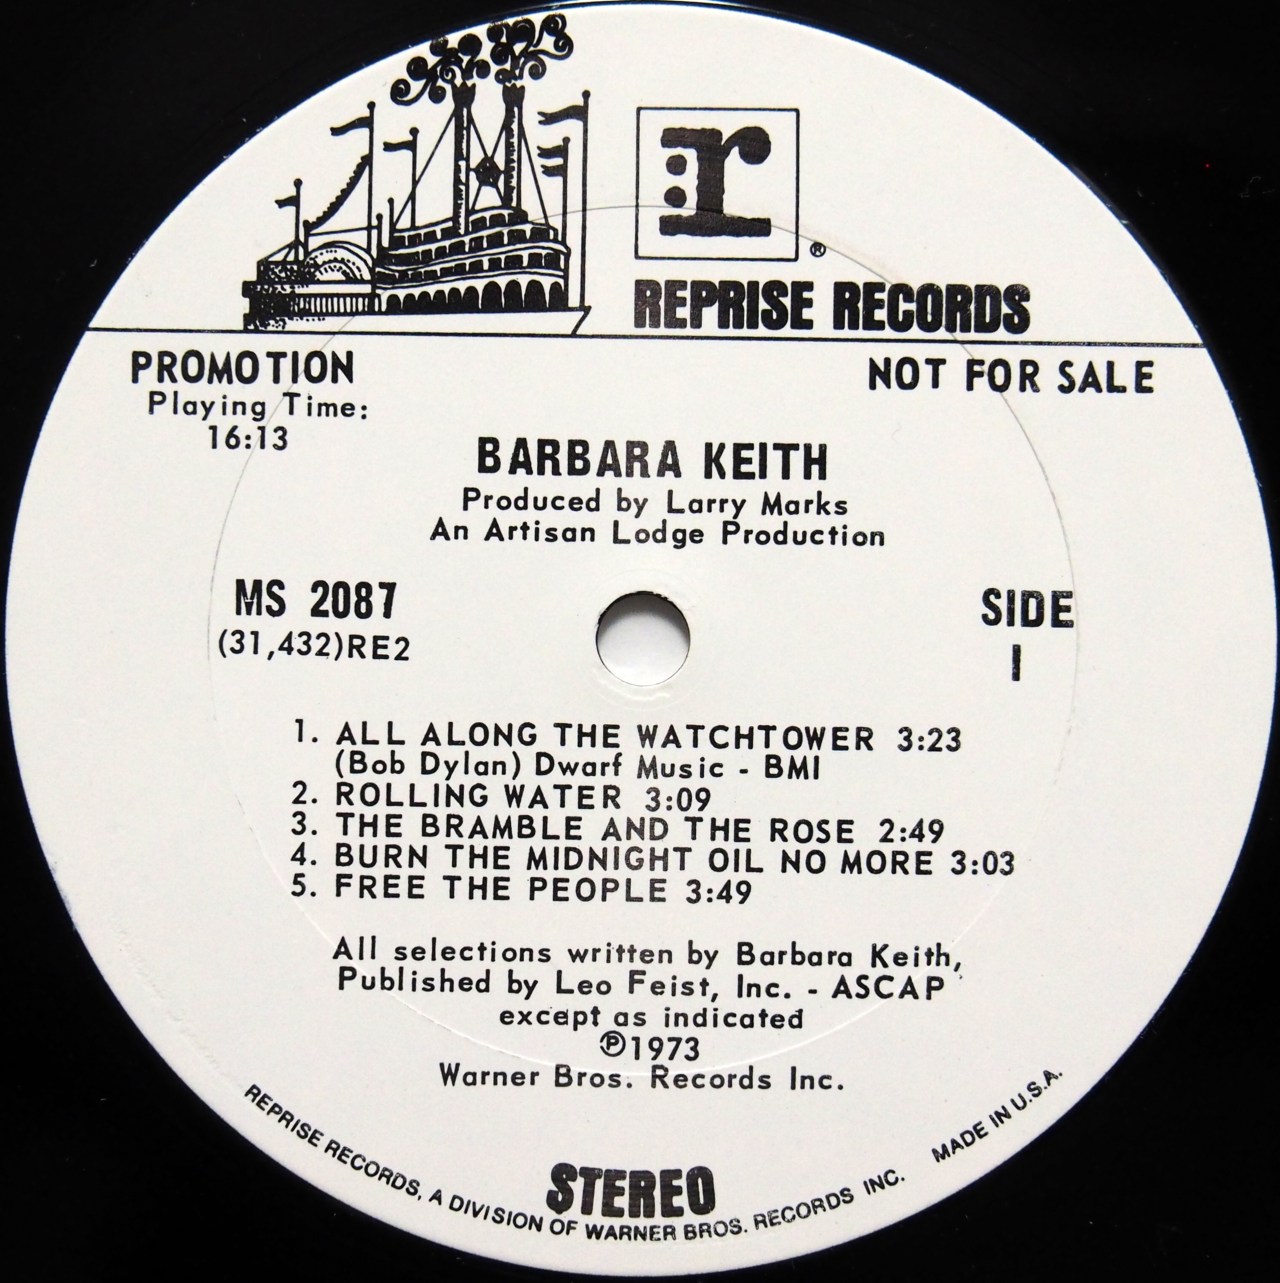 r
®
REPRISE RECORDS
PROMOTION
NOT FOR SALE
Playing Time:
16:13
BARBARA KEITH
Produced by Larry Marks
An Artisan Lodge Production
MS 2087
(31,432)RE2
SIDE
I
1. ALL ALONG THE WATCHTOWER 3:23
(Bob Dylan) Dwarf Music - BMI
2. ROLLING WATER 3:09
3. THE BRAMBLE AND THE ROSE 2:49
4. BURN THE MIDNIGHT OIL NO MORE 3:03
5. FREE THE PEOPLE 3:49
All selections written by Barbara Keith,
Published by Leo Feist, Inc. - ASCAP
except as indicated
℗1973
Warner Bros. Records Inc.
STEREO
REPRISE RECORDS, A DIVISION OF WARNER BROS. RECORDS INC. MADE IN U.S.A.